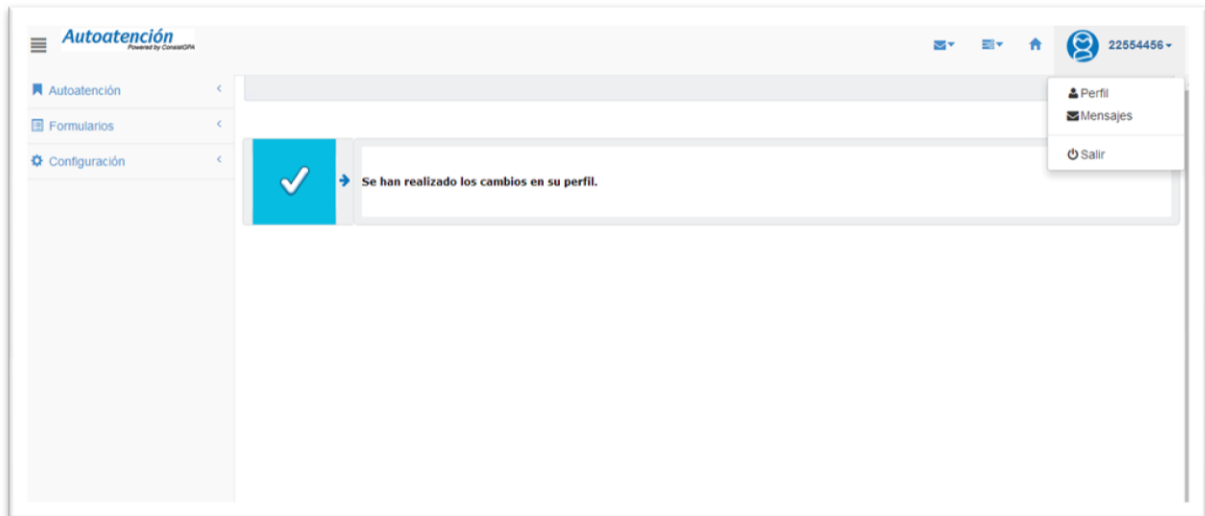 Autoatención
Powered by ConsistGPA
22554456
Autoatención
Formularios
Configuración
Perfil
Mensajes
Salir
Se han realizado los cambios en su perfil.